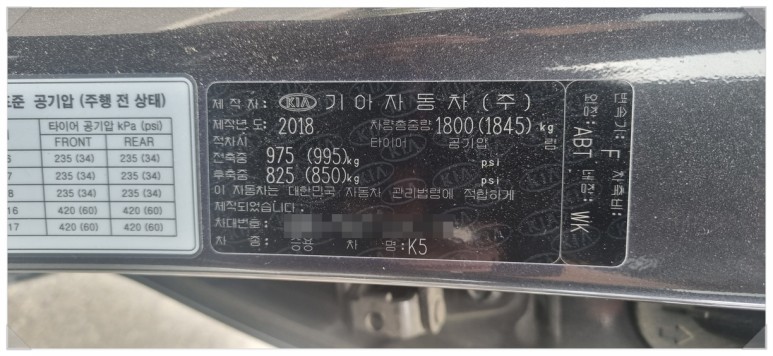 표준 공기압 (주행 전 상태)
타이어 공기압 kPa (psi)
FRONT REAR
235 (34) 235 (34)
235 (34) 235 (34)
8 235 (34) 235 (34)
16 420 (60) 420 (60)
17 420 (60) 420 (60)
제 작 자 : KIA 기아자동차(주)
제작년 도: 2018 차량총중량 1800 (1845) kg
적차시 타이어 공기압 림
전축중 975 (995)kg psi
후축중 825 (850)kg psi
이 자동차는 대한민국 자동차 관리법령에 적합하게
제작되었습니다.
차대번호:
차 종: 승용 차 명:K5
변속기: F 차축비:
외장: ABT 내장: WK